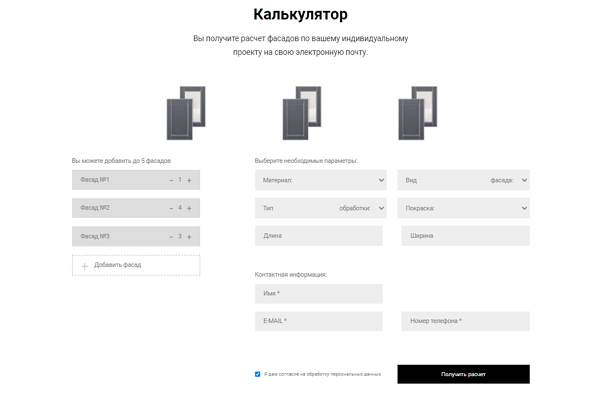 Калькулятор
Вы получите расчет фасадов по вашему индивидуальному
проекту на свою электронную почту.
Вы можете добавить до 5 фасадов
Фасад №1 - 1 +
Фасад №2 - 4 +
Фасад №3 - 3 +
+ Добавить фасад
Выберите необходимые параметры:
Материал: Вид фасада:
Тип обработки: Покраска:
Длина Ширина
Контактная информация:
Имя *
E-MAIL * Номер телефона *
Я даю согласие на обработку персональных данных
Получить расчет